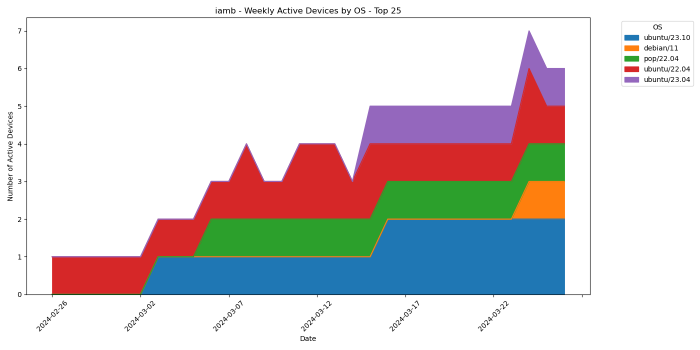 iamb - Weekly Active Devices by OS - Top 25
OS
ubuntu/23.10
debian/11
pop/22.04
ubuntu/22.04
ubuntu/23.04
Number of Active Devices
7
6
5
4
3
2
1
0
2024-02-26
2024-03-02
2024-03-07
2024-03-12
2024-03-17
2024-03-22
Date